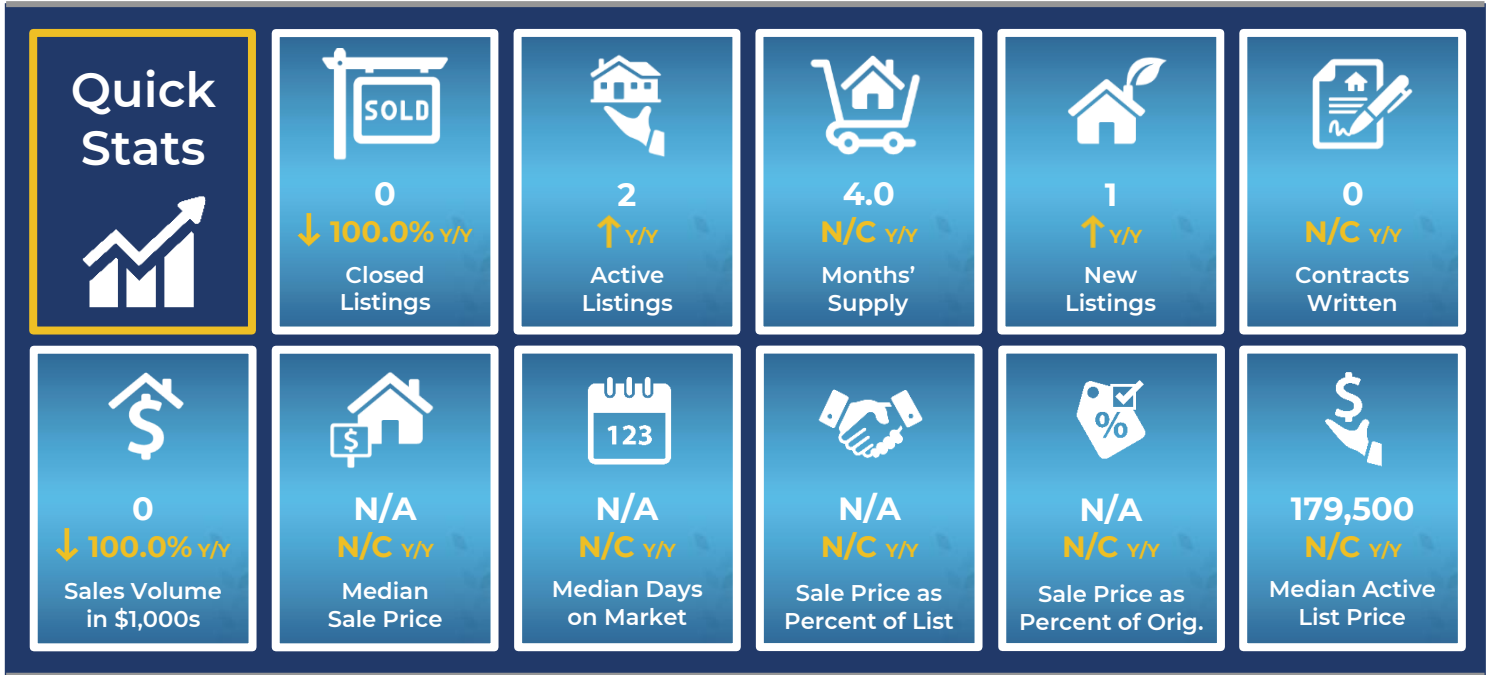 Quick
Stats
SOLD
0
↓ 100.0% Y/Y
Closed
Listings
2
↑ Y/Y
Active
Listings
4.0
N/C Y/Y
Months’
Supply
1
↑ Y/Y
New
Listings
0
N/C Y/Y
Contracts
Written
$
0
↓ 100.0% Y/Y
Sales Volume
in $1,000s
$
N/A
N/C Y/Y
Median
Sale Price
123
N/A
N/C Y/Y
Median Days
on Market
N/A
N/C Y/Y
Sale Price as
Percent of List
%
N/A
N/C Y/Y
Sale Price as
Percent of Orig.
$
179,500
N/C Y/Y
Median Active
List Price